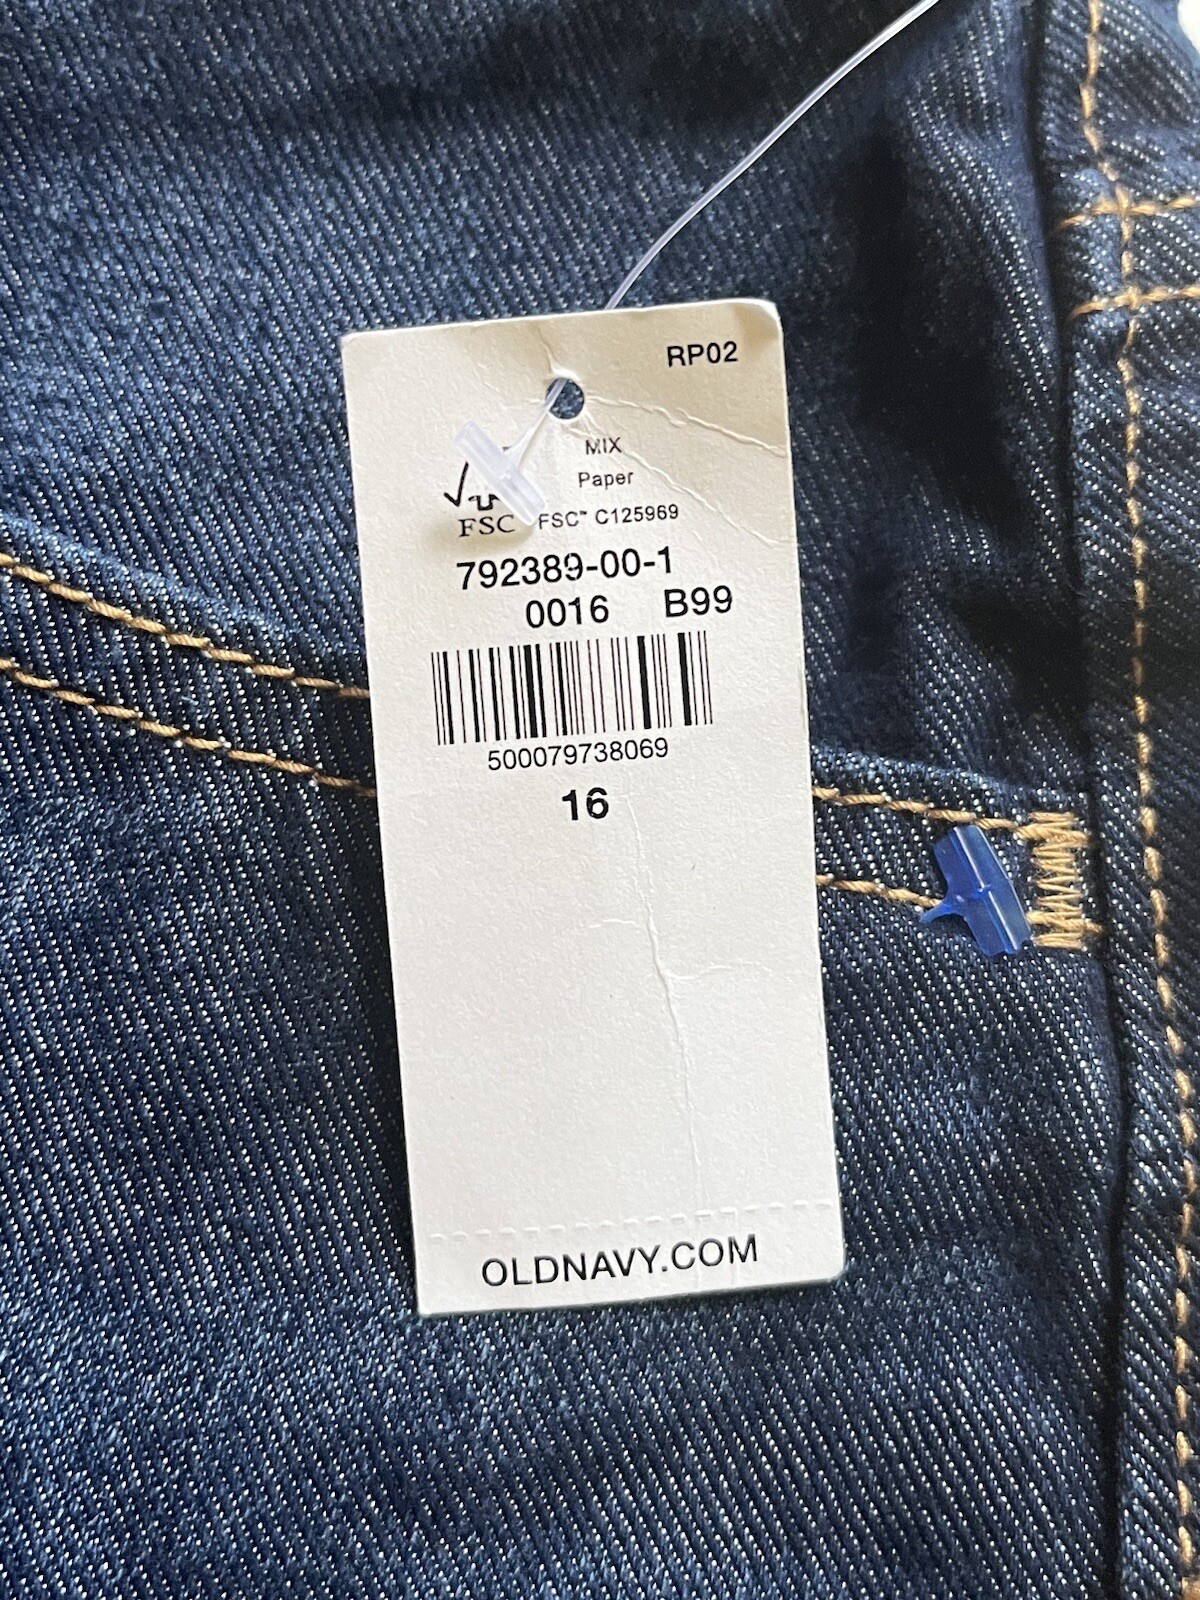 RP02
MIX
Paper
FSC FSC™ C125969
792389-00-1
0016 B99
500079738069
16
OLDNAVY.COM